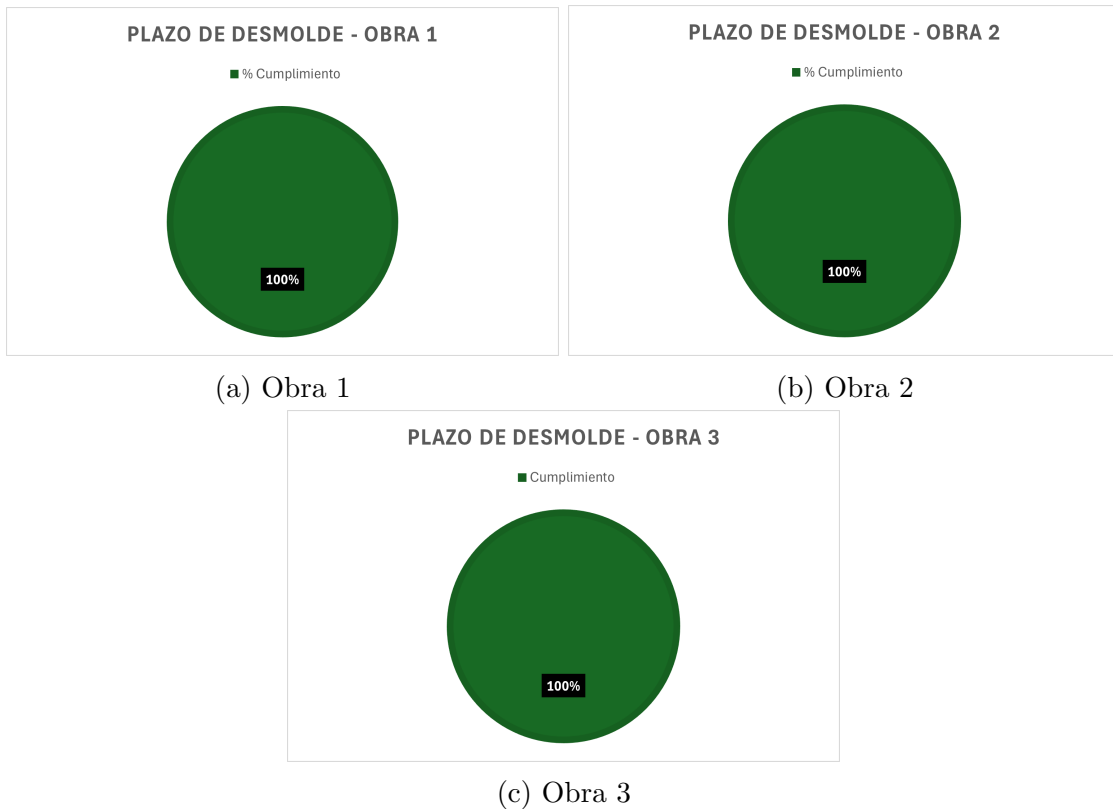 PLAZO DE DESMOLDE - OBRA 1
% Cumplimiento
100%
(a) Obra 1
PLAZO DE DESMOLDE - OBRA 2
% Cumplimiento
100%
(b) Obra 2
PLAZO DE DESMOLDE - OBRA 3
Cumplimiento
100%
(c) Obra 3